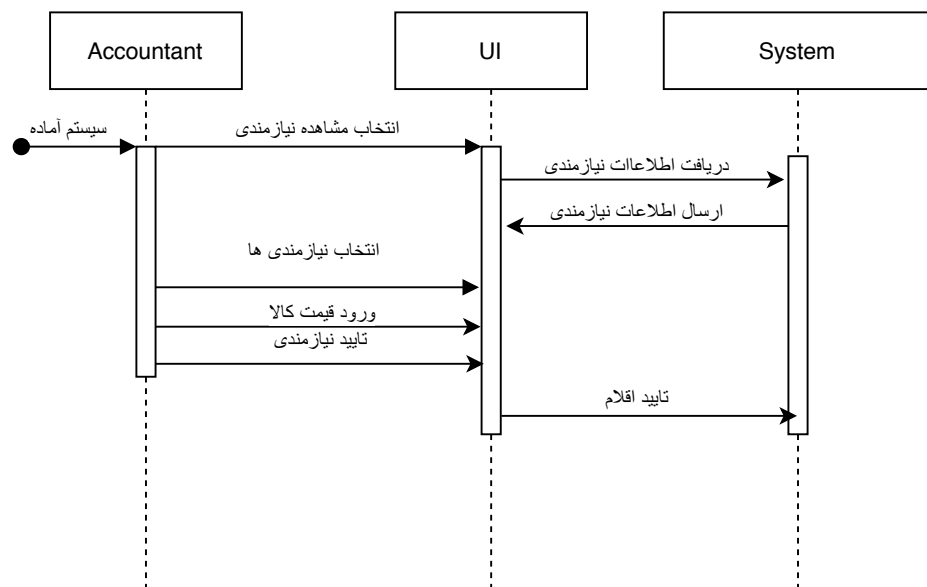 Accountant
UI
System
سیستم آماده
انتخاب مشاهده نیازمندی
دریافت اطلاعاات نیازمندی
ارسال اطلاعات نیازمندی
انتخاب نیازمندی ها
ورود قیمت کالا
تایید نیازمندی
تایید اقلام